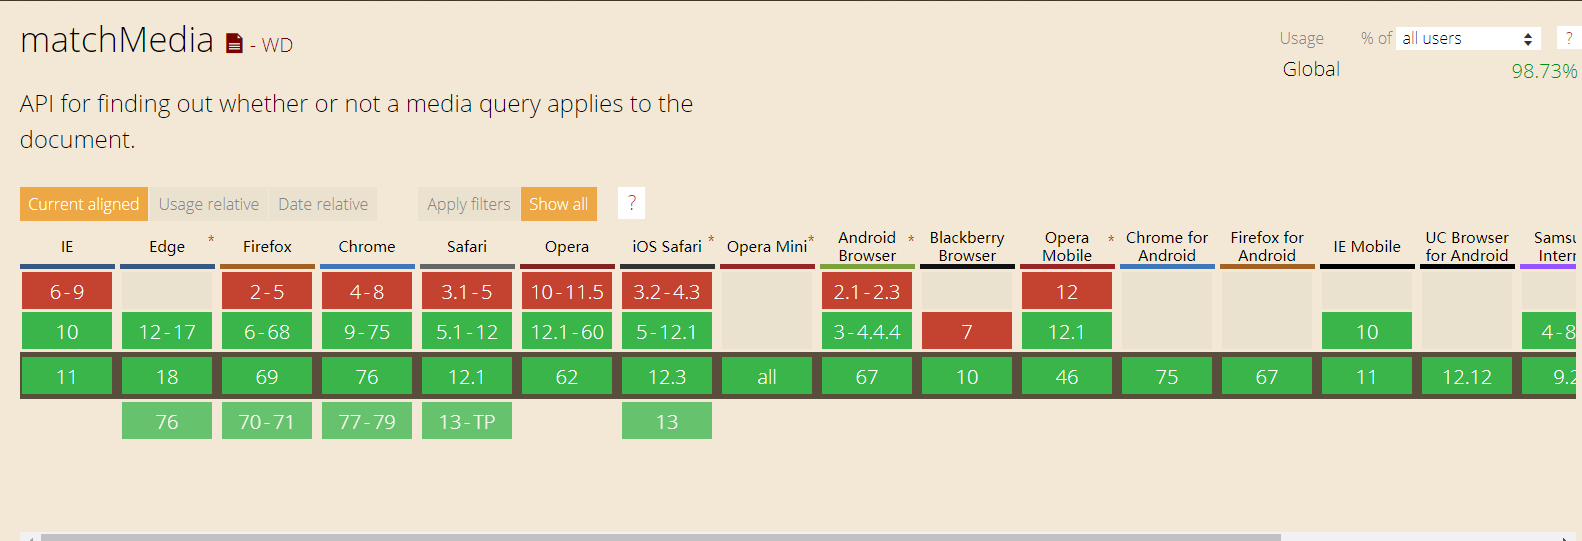 matchMedia - WD
Usage % of all users ?
Global 98.73%
API for finding out whether or not a media query applies to the
document.
Current aligned Usage relative Date relative Apply filters Show all ?
IE Edge * Firefox Chrome Safari Opera iOS Safari * Opera Mini * Android Browser * Blackberry Browser Opera Mobile * Chrome for Android Firefox for Android IE Mobile UC Browser for Android Samsu Intern
6-9 2-5 4-8 3.1-5 10-11.5 3.2-4.3 2.1-2.3 12
10 12-17 6-68 9-75 5.1-12 12.1-60 5-12.1 3-4.4.4 7 12.1 10 4-8
11 18 69 76 12.1 62 12.3 all 67 10 46 75 67 11 12.12 9.2
76 70-71 77-79 13-TP 13